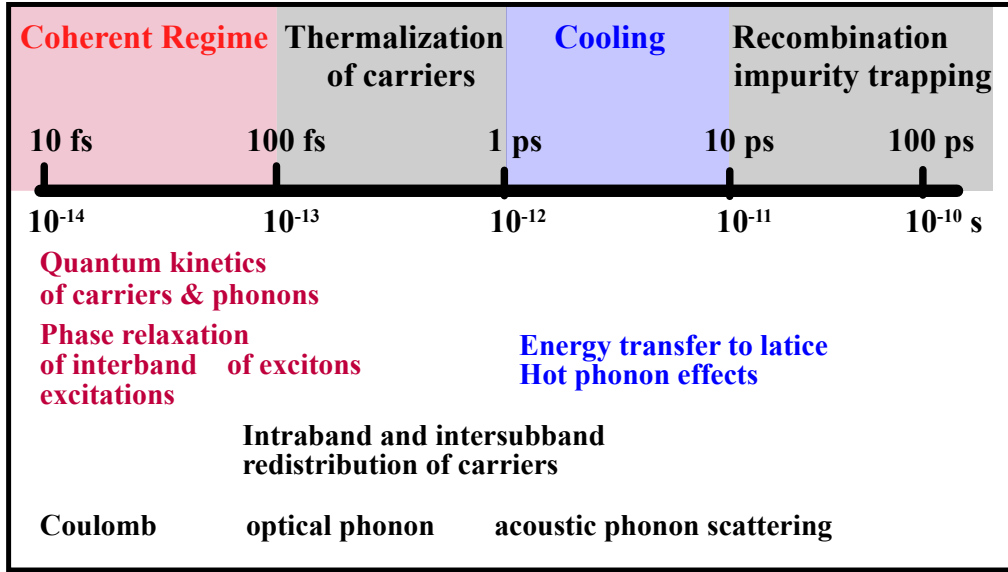 Coherent Regime Thermalization of carriers Cooling Recombination impurity trapping
10 fs 100 fs 1 ps 10 ps 100 ps
10⁻¹⁴ 10⁻¹³ 10⁻¹² 10⁻¹¹ 10⁻¹⁰ s
Quantum kinetics
of carriers & phonons
Phase relaxation
of interband of excitons
excitations
Energy transfer to latice
Hot phonon effects
Intraband and intersubband
redistribution of carriers
Coulomb optical phonon acoustic phonon scattering